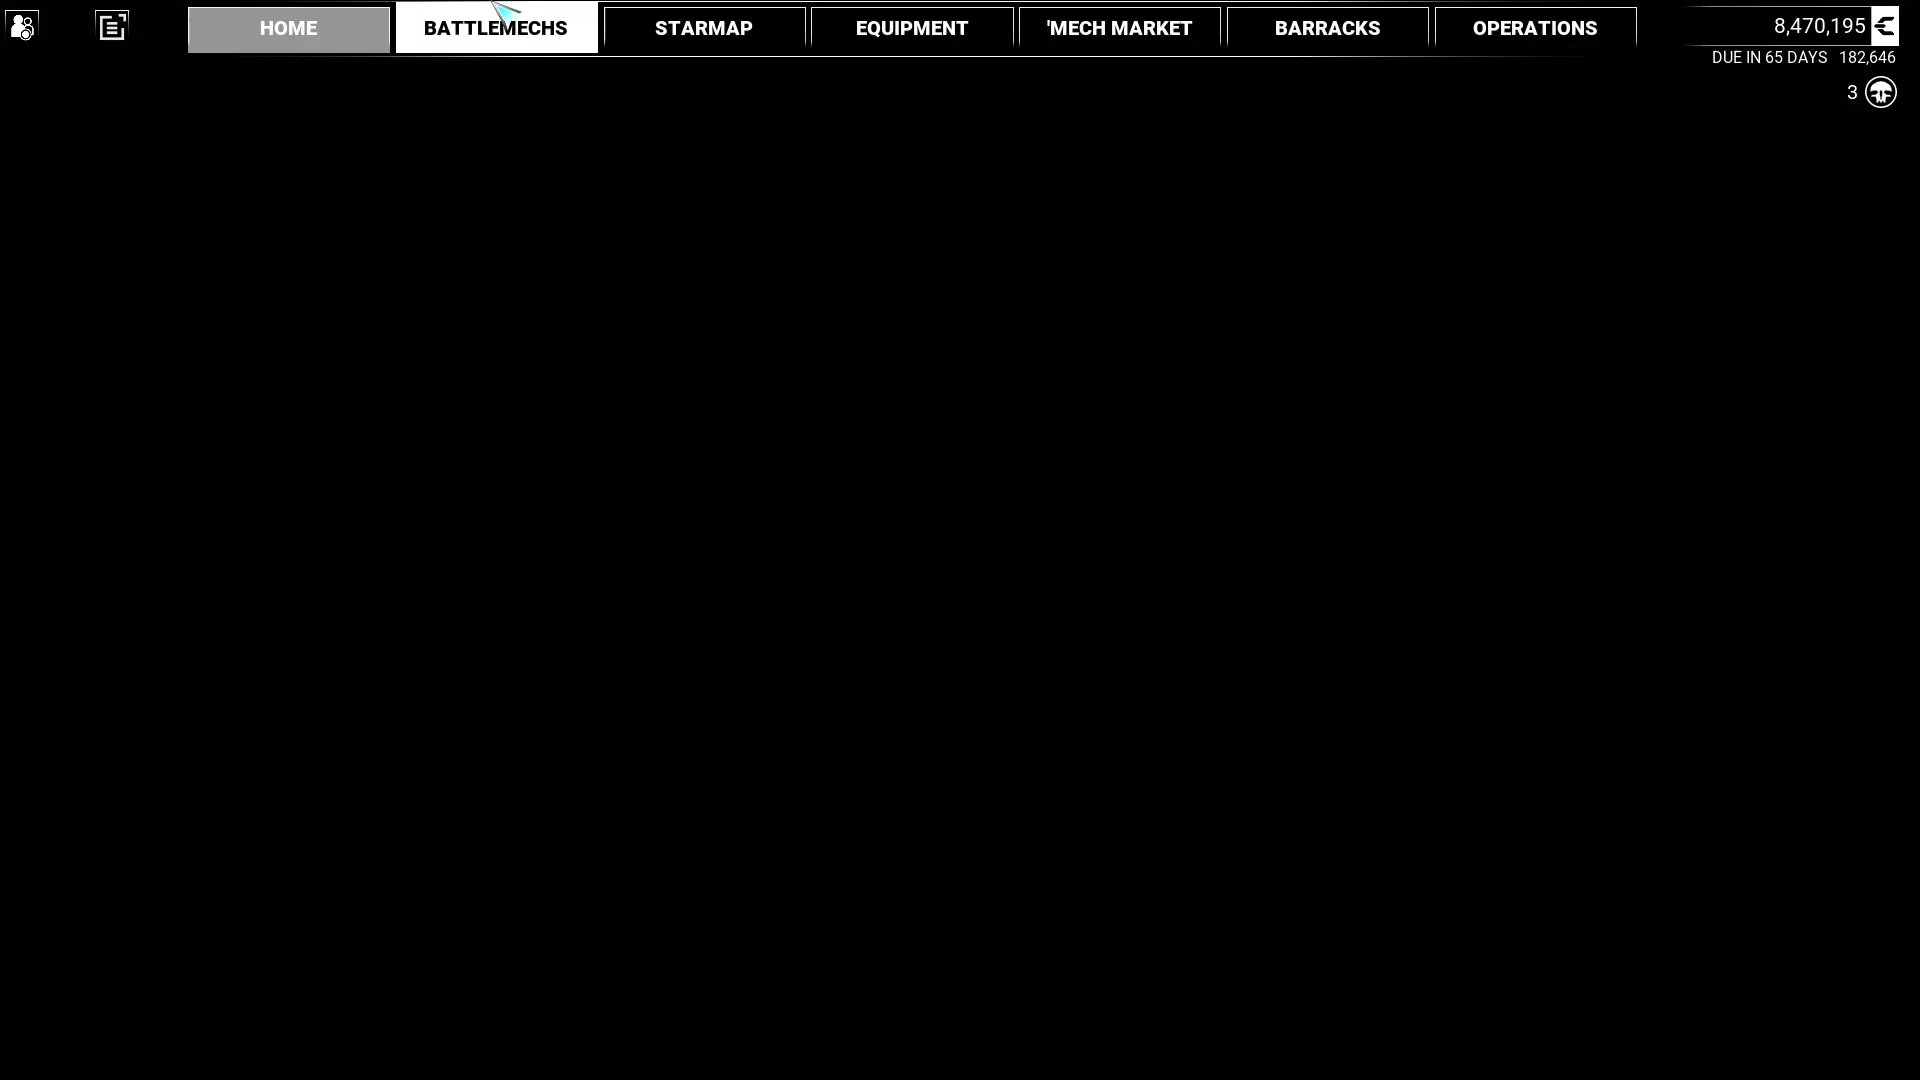 HOME
BATTLEMECHS
STARMAP
EQUIPMENT
'MECH MARKET
BARRACKS
OPERATIONS
8,470,195
DUE IN 65 DAYS 182,646
3